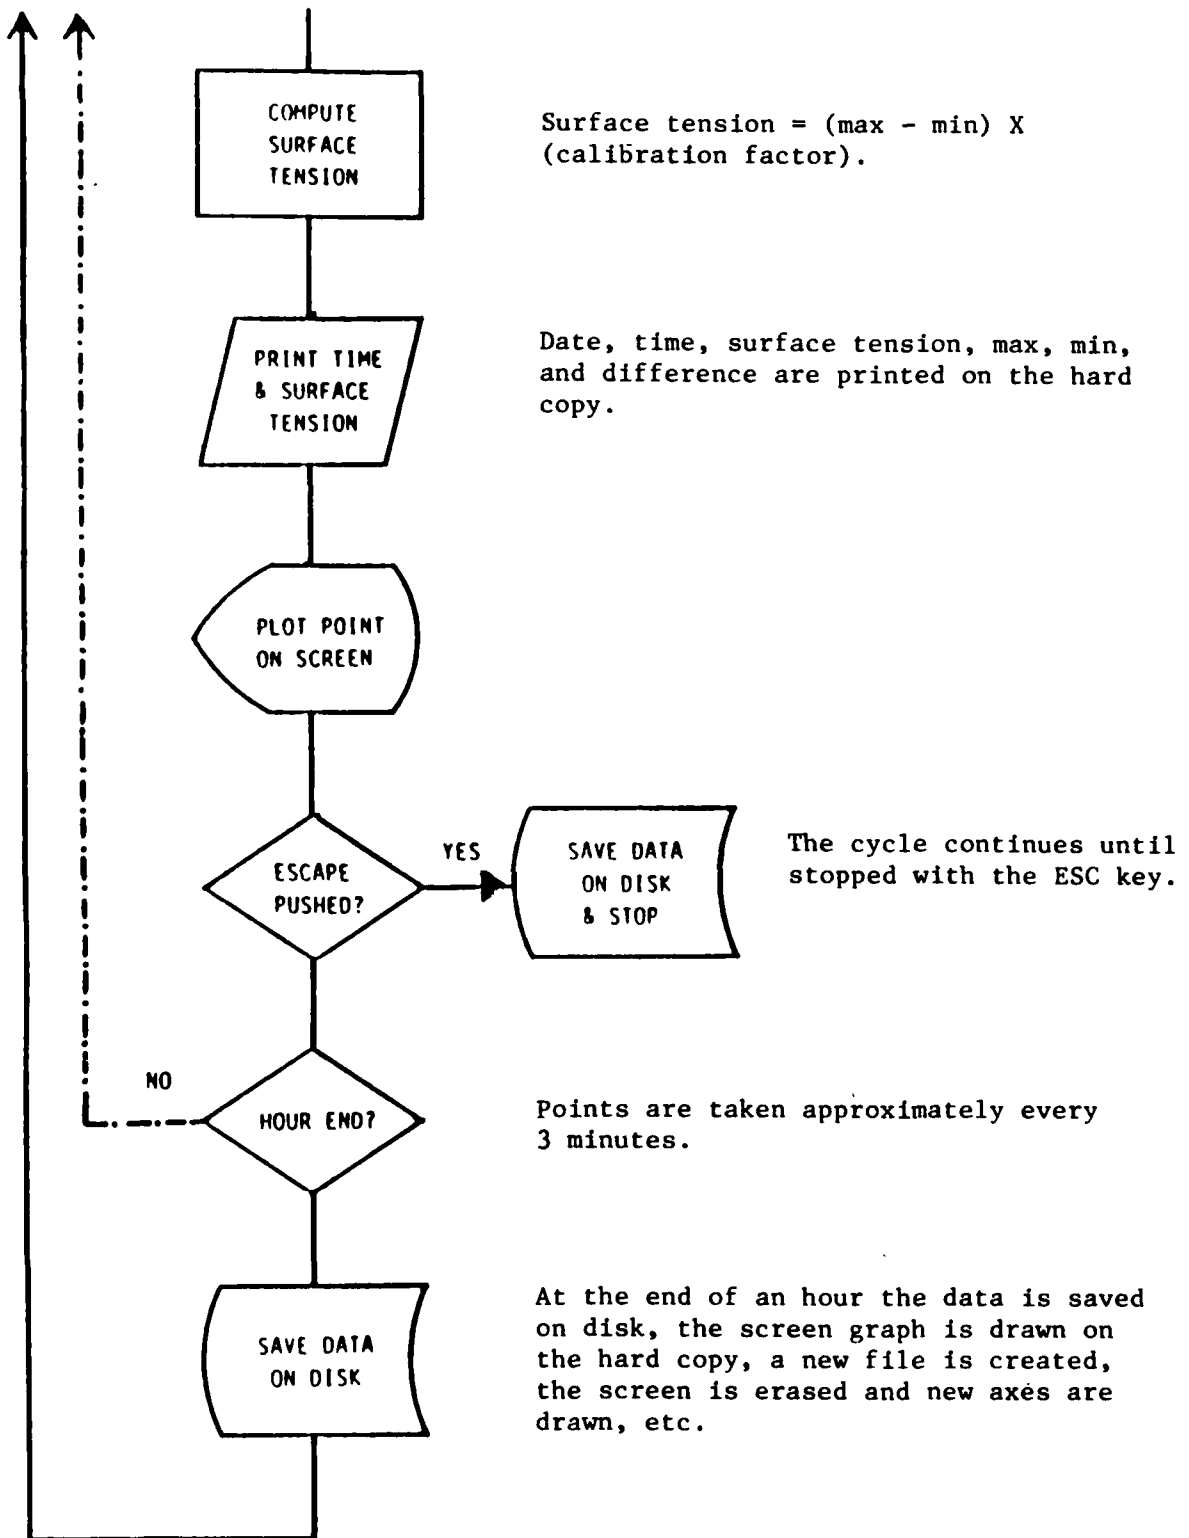 COMPUTE
SURFACE
TENSION
Surface tension = (max - min) X
(calibration factor).
PRINT TIME
& SURFACE
TENSION
Date, time, surface tension, max, min,
and difference are printed on the hard
copy.
PLOT POINT
ON SCREEN
ESCAPE
PUSHED?
YES
SAVE DATA
ON DISK
& STOP
The cycle continues until
stopped with the ESC key.
NO
HOUR END?
Points are taken approximately every
3 minutes.
SAVE DATA
ON DISK
At the end of an hour the data is saved
on disk, the screen graph is drawn on
the hard copy, a new file is created,
the screen is erased and new axes are
drawn, etc.